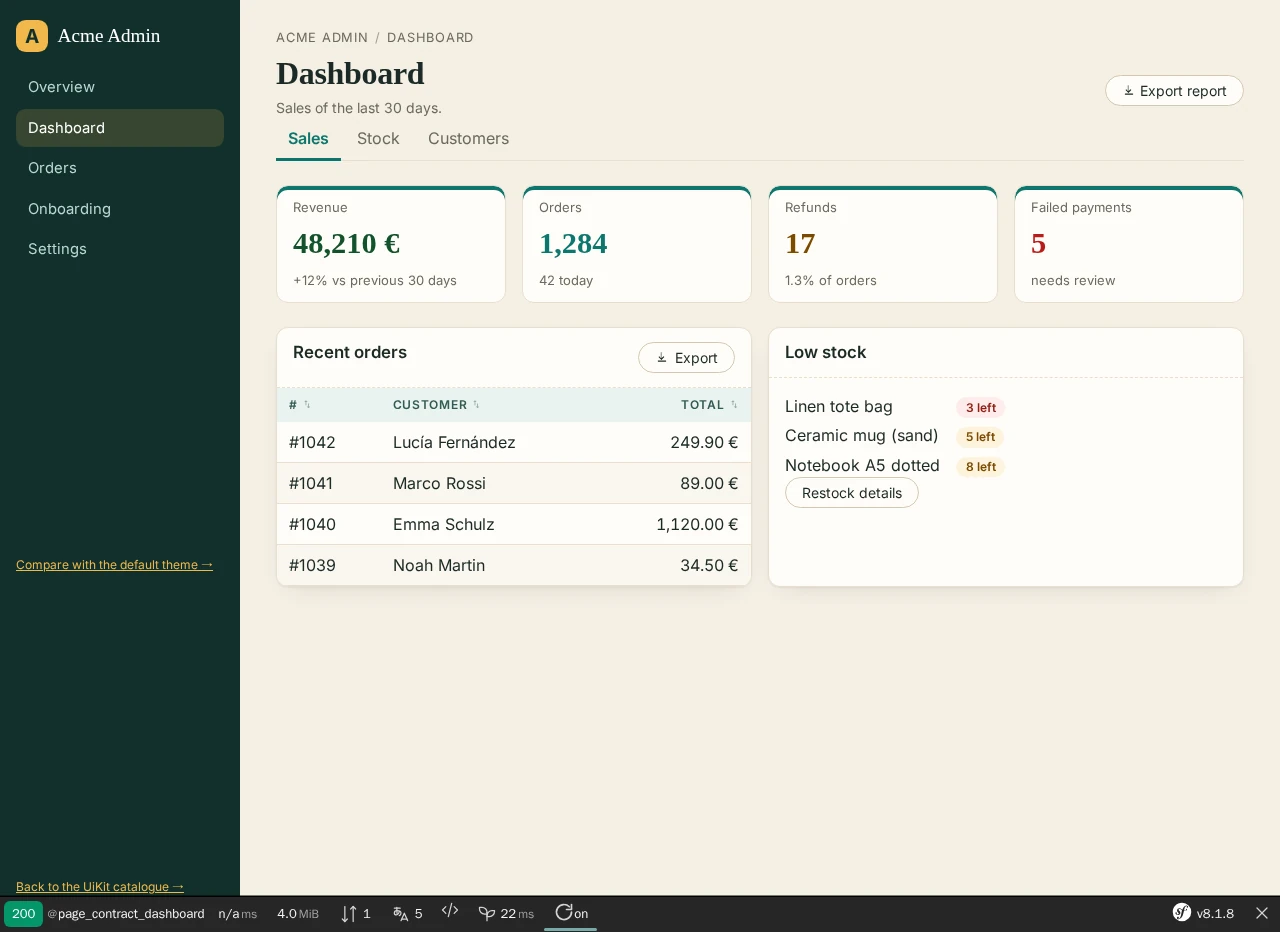 A Acme Admin
Overview
Dashboard
Orders
Onboarding
Settings
Compare with the default theme →
Back to the UiKit catalogue →
ACME ADMIN / DASHBOARD
Dashboard
Sales of the last 30 days.
Export report
Sales Stock Customers
Revenue
48,210 €
+12% vs previous 30 days
Orders
1,284
42 today
Refunds
17
1.3% of orders
Failed payments
5
needs review
Recent orders
Export
# CUSTOMER TOTAL
#1042 Lucía Fernández 249.90 €
#1041 Marco Rossi 89.00 €
#1040 Emma Schulz 1,120.00 €
#1039 Noah Martin 34.50 €
Low stock
Linen tote bag 3 left
Ceramic mug (sand) 5 left
Notebook A5 dotted 8 left
Restock details
200 @page_contract_dashboard n/a ms 4.0 MiB 1 5 22 ms on sf v8.1.8